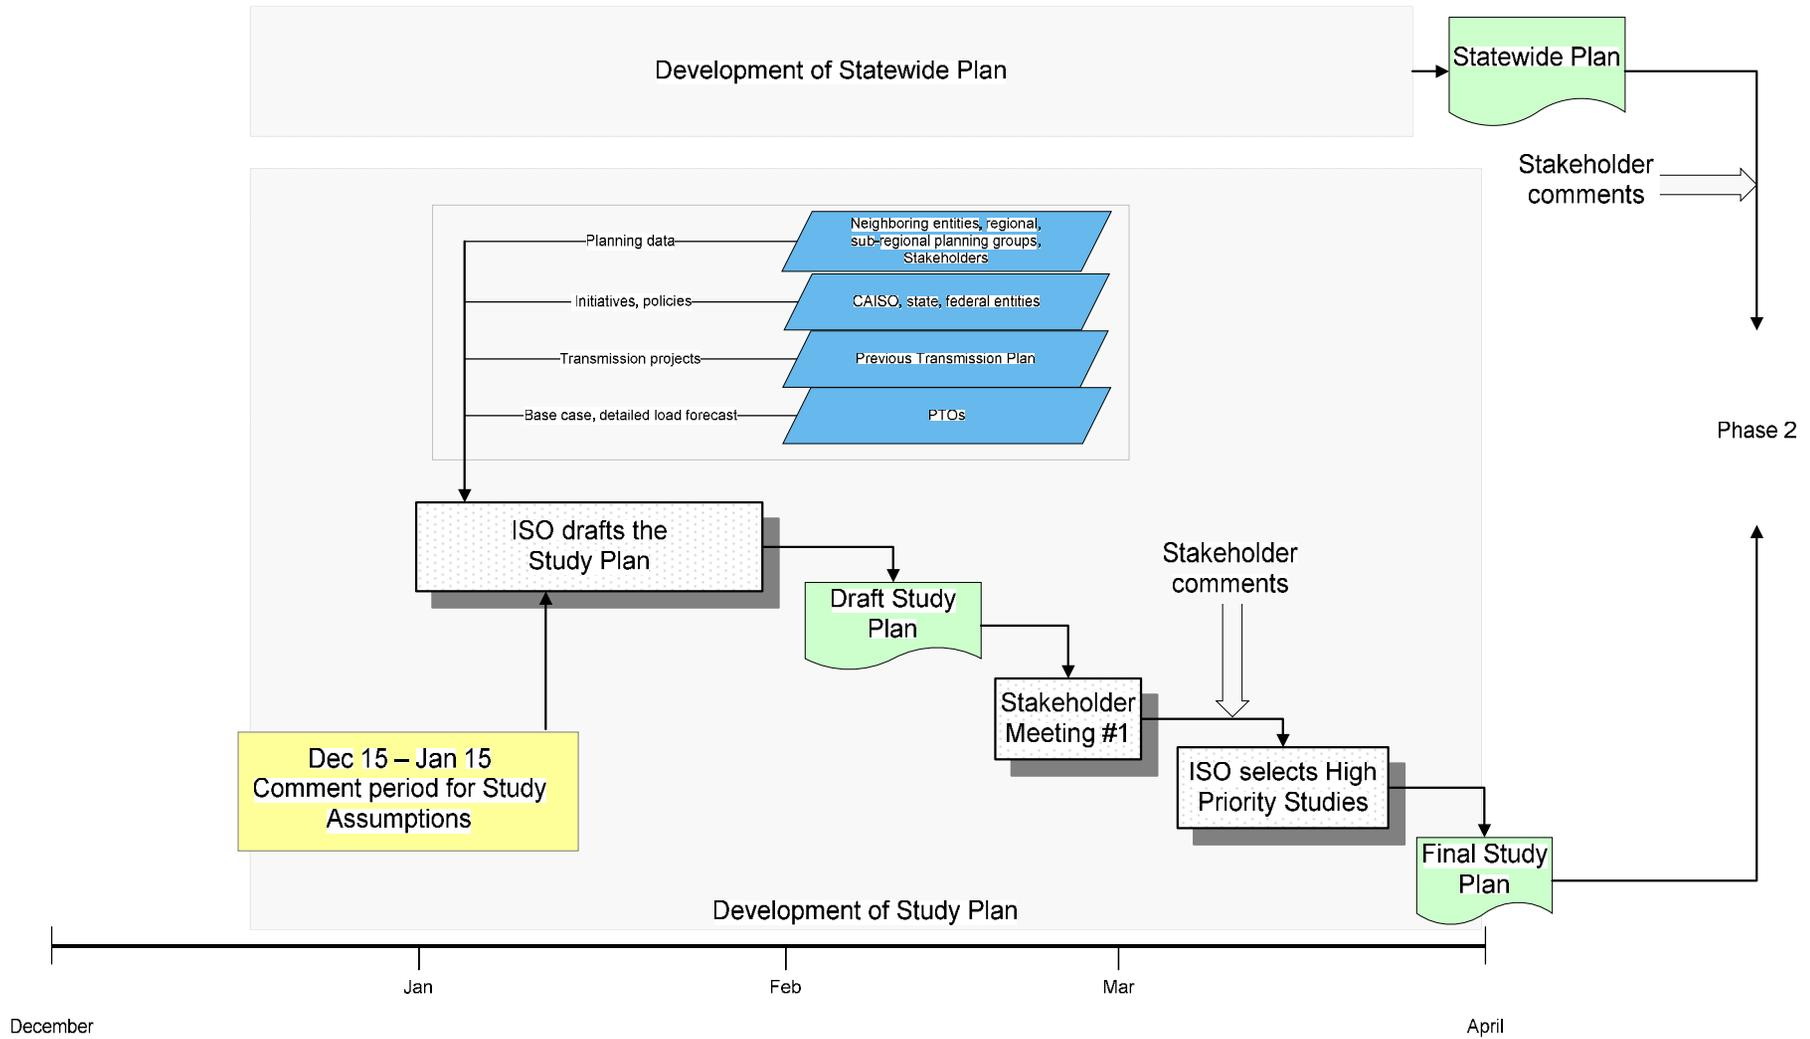 Development of Statewide Plan
Statewide Plan
Stakeholder
comments
Planning data
Neighboring entities, regional,
sub-regional planning groups,
Stakeholders
Initiatives, policies
CAISO, state, federal entities
Transmission projects
Previous Transmission Plan
Base case, detailed load forecast
PTOs
Phase 2
ISO drafts the
Study Plan
Stakeholder
comments
Draft Study
Plan
Stakeholder
Meeting #1
Dec 15 – Jan 15
Comment period for Study
Assumptions
ISO selects High
Priority Studies
Final Study
Plan
Development of Study Plan
Jan
Feb
Mar
December
April